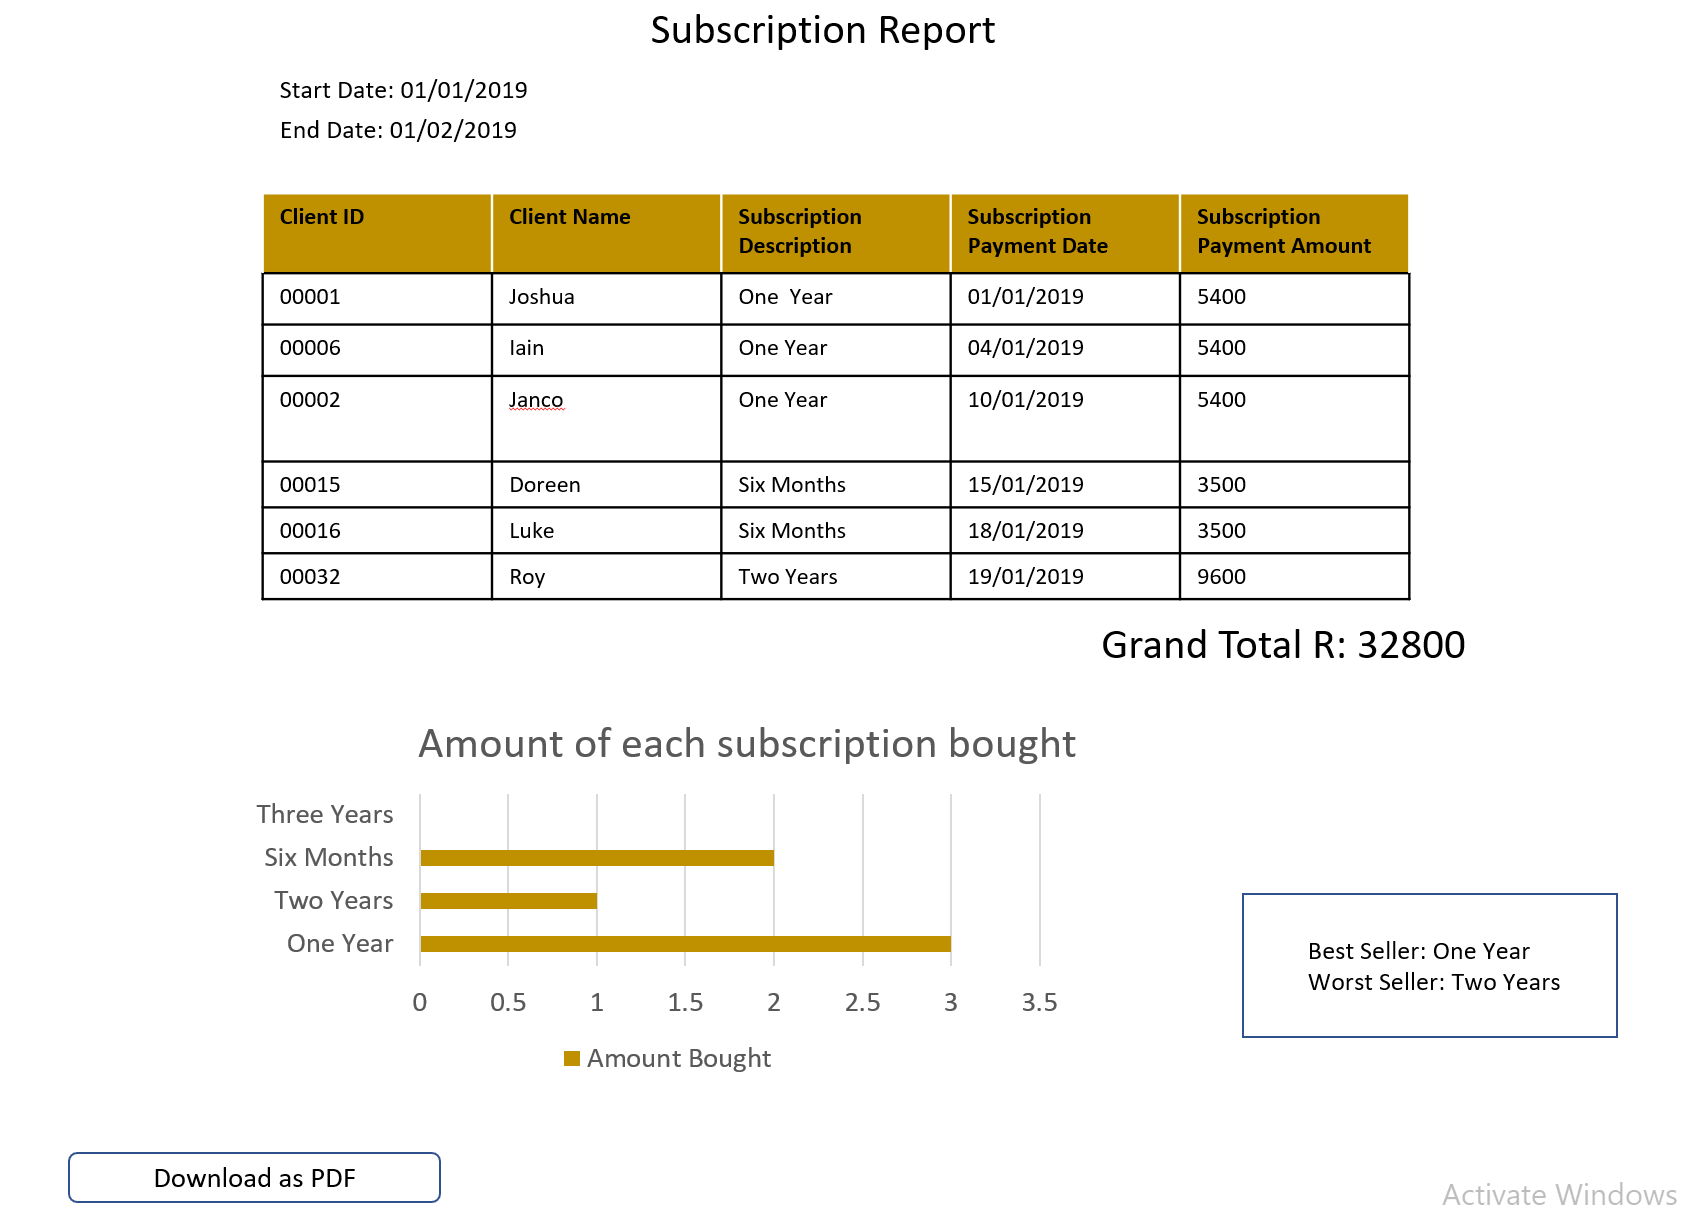 Subscription Report
Start Date: 01/01/2019
End Date: 01/02/2019
Client ID Client Name Subscription Description Subscription Payment Date Subscription Payment Amount
00001 Joshua One  Year 01/01/2019 5400
00006 Iain One Year 04/01/2019 5400
00002 Janco One Year 10/01/2019 5400
00015 Doreen Six Months 15/01/2019 3500
00016 Luke Six Months 18/01/2019 3500
00032 Roy Two Years 19/01/2019 9600
Grand Total R: 32800
Amount of each subscription bought
Three Years
Six Months
Two Years
One Year
0 0.5 1 1.5 2 2.5 3 3.5
Amount Bought
Best Seller: One Year
Worst Seller: Two Years
Download as PDF
Activate Windows